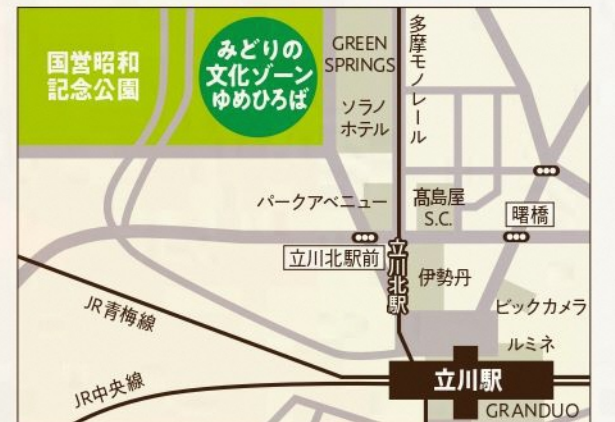 国営昭和
記念公園
みどりの
文化ゾーン
ゆめひろば
GREEN
SPRINGS
ソラノ
ホテル
多摩モノレール
パークアベニュー
髙島屋
S.C.
曙橋
立川北駅前
立川北駅
伊勢丹
ビックカメラ
ルミネ
JR青梅線
JR中央線
立川駅
GRANDUO